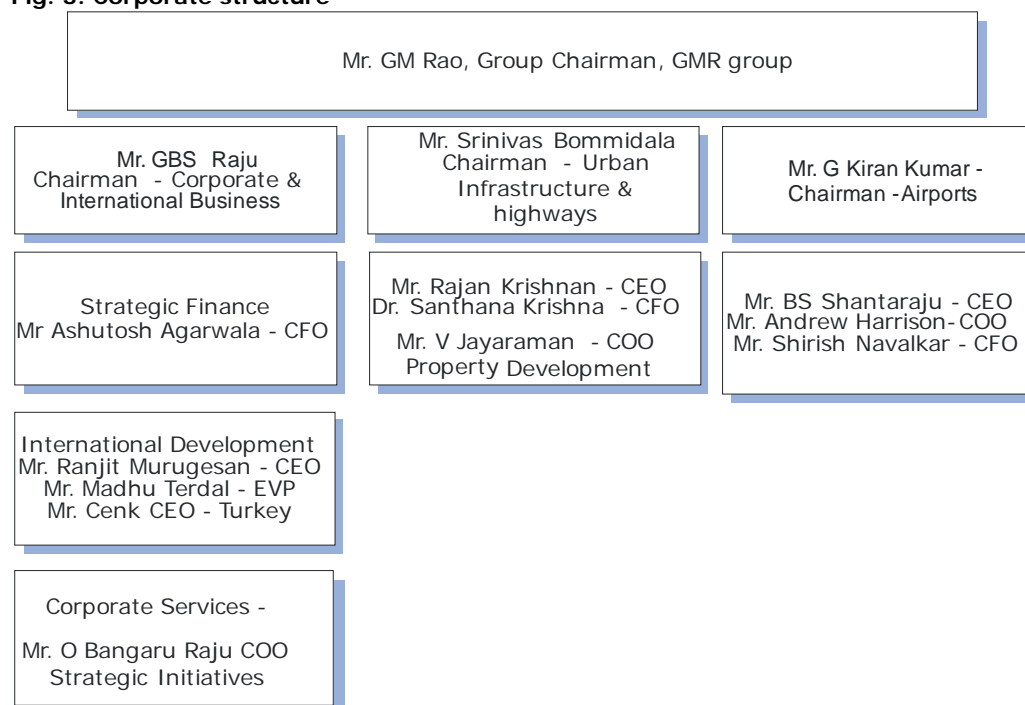 Fig. 3: Corporate structure
Mr. GM Rao, Group Chairman, GMR group
Mr. GBS Raju
Chairman - Corporate &
International Business
Mr. Srinivas Bommidala
Chairman - Urban
Infrastructure &
highways
Mr. G Kiran Kumar -
Chairman -Airports
Strategic Finance
Mr Ashutosh Agarwala - CFO
Mr. Rajan Krishnan - CEO
Dr. Santhana Krishna - CFO
Mr. V Jayaraman - COO
Property Development
Mr. BS Shantaraju - CEO
Mr. Andrew Harrison- COO
Mr. Shirish Navalkar - CFO
International Development
Mr. Ranjit Murugesan - CEO
Mr. Madhu Terdal - EVP
Mr. Cenk CEO - Turkey
Corporate Services -
Mr. O Bangaru Raju COO
Strategic Initiatives